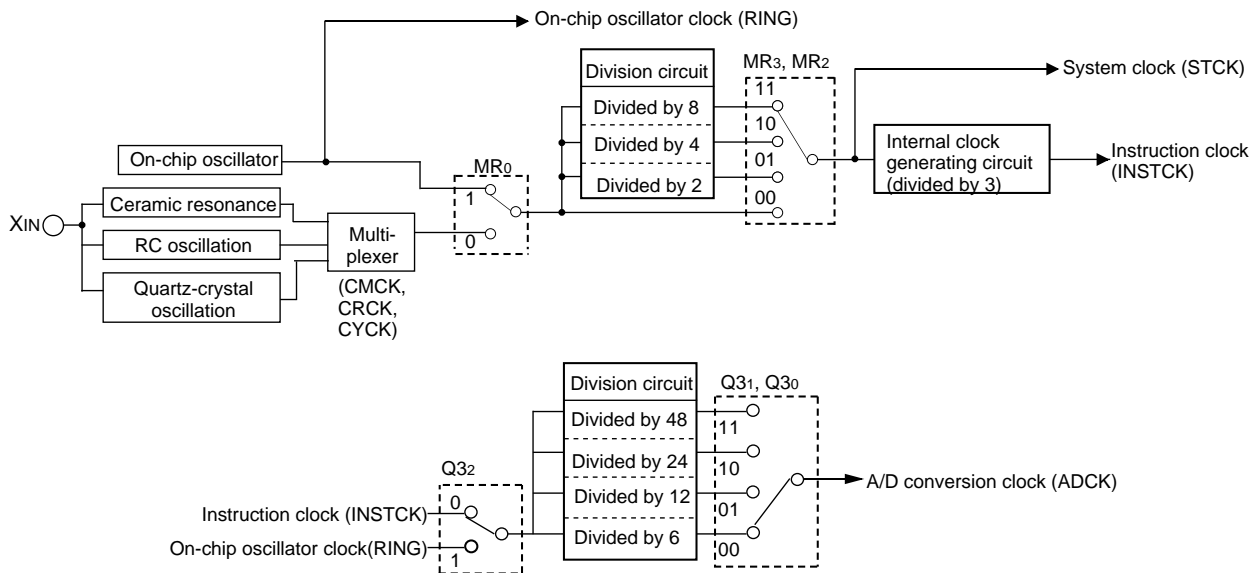 On-chip oscillator clock (RING)
Division circuit
MR3, MR2
System clock (STCK)
11
Divided by 8
10
Divided by 4
On-chip oscillator
Internal clock
generating circuit
(divided by 3)
Instruction clock
(INSTCK)
MR0
01
Divided by 2
1
00
Ceramic resonance
XIN
RC oscillation
Multi-
plexer
0
Quartz-crystal
oscillation
(CMCK,
CRCK,
CYCK)
Division circuit
Q31, Q30
Divided by 48
11
Divided by 24
10
Q32
A/D conversion clock (ADCK)
Divided by 12
0
01
Instruction clock (INSTCK)
Divided by 6
00
On-chip oscillator clock(RING)
1